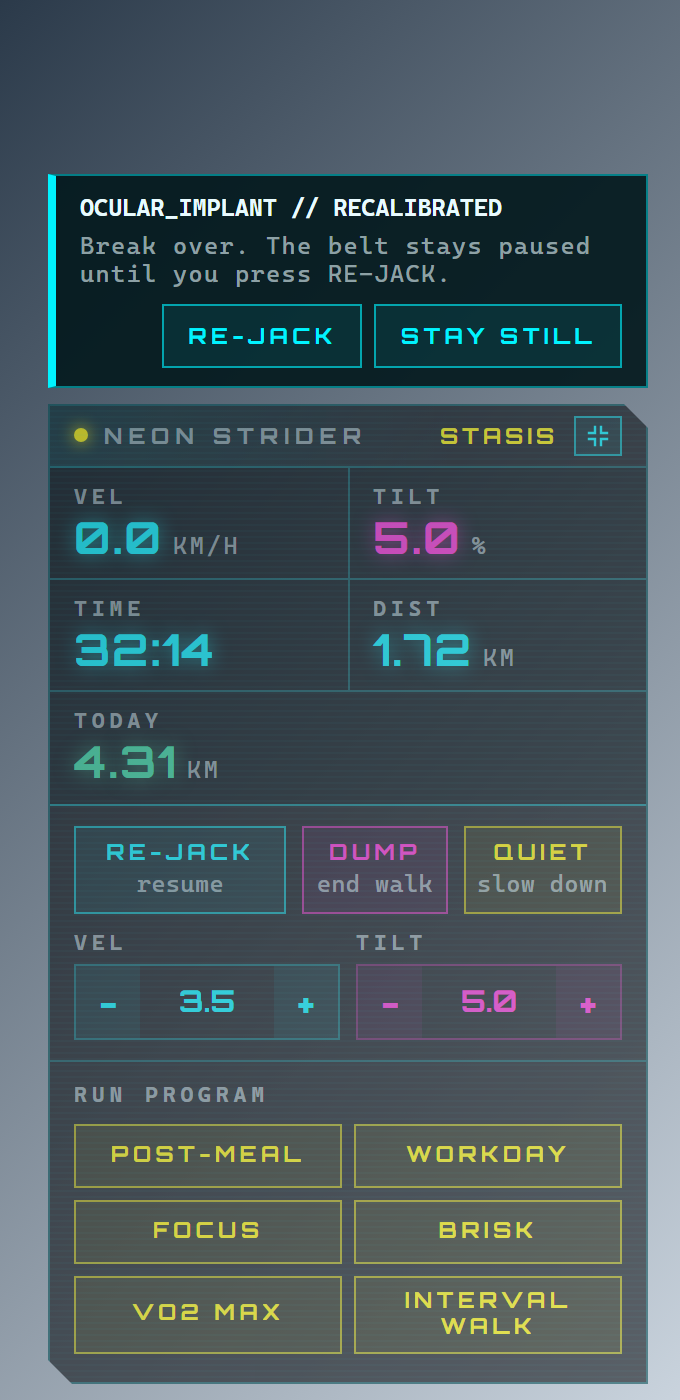 OCULAR_IMPLANT // RECALIBRATED
Break over. The belt stays paused
until you press RE-JACK.
RE-JACK STAY STILL
NEON STRIDER STASIS
VEL TILT
0.0 KM/H 5.0 %
TIME DIST
32:14 1.72 KM
TODAY
4.31 KM
RE-JACK DUMP QUIET
resume end walk slow down
VEL TILT
- 3.5 + - 5.0 +
RUN PROGRAM
POST-MEAL WORKDAY
FOCUS BRISK
VO2 MAX INTERVAL
WALK